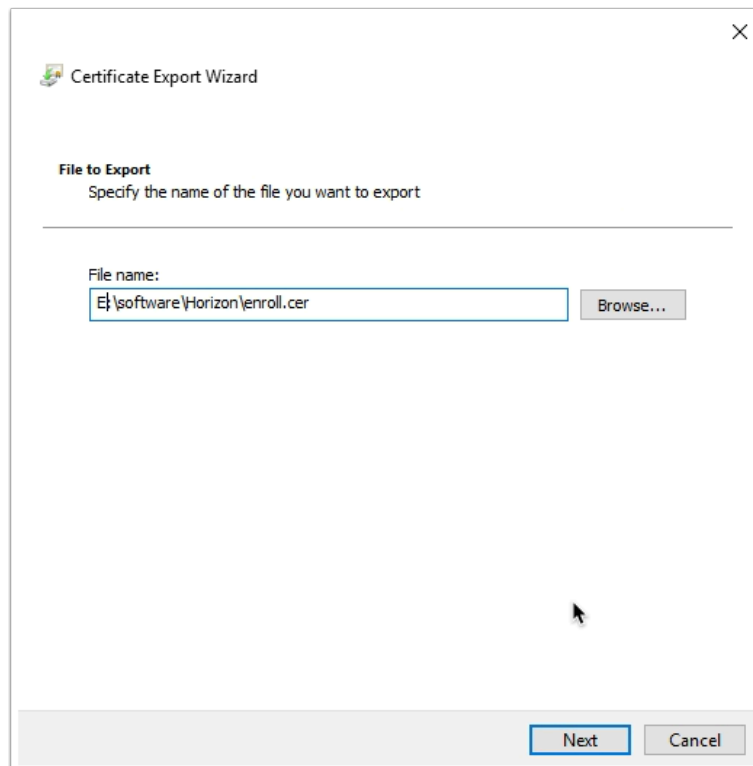 Certificate Export Wizard
File to Export
Specify the name of the file you want to export
File name:
E:\software\Horizon\enroll.cer
Browse...
Next
Cancel